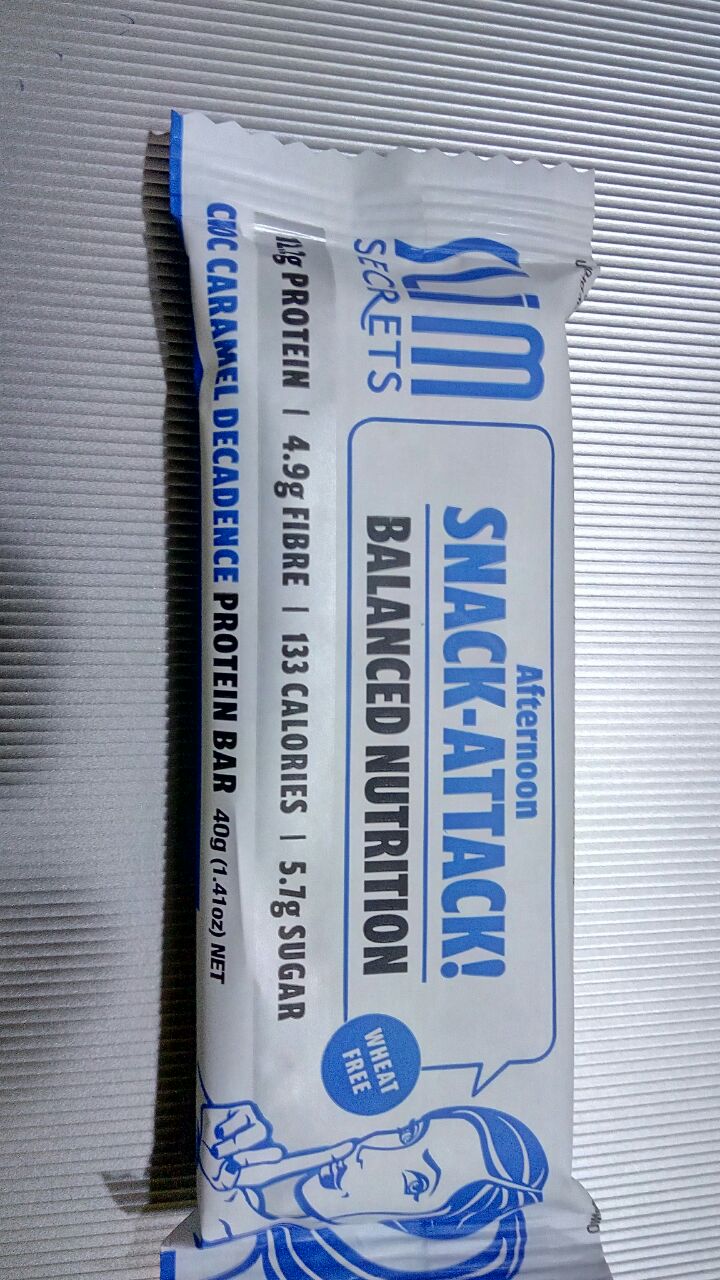 SLIM
SECRETS
Afternoon
SNACK-ATTACK!
BALANCED NUTRITION
WHEAT
FREE
PROTEIN | 4.9g FIBRE | 133 CALORIES | 5.7g SUGAR
CHOC CARAMEL DECADENCE PROTEIN BAR 40g (1.41oz) NET